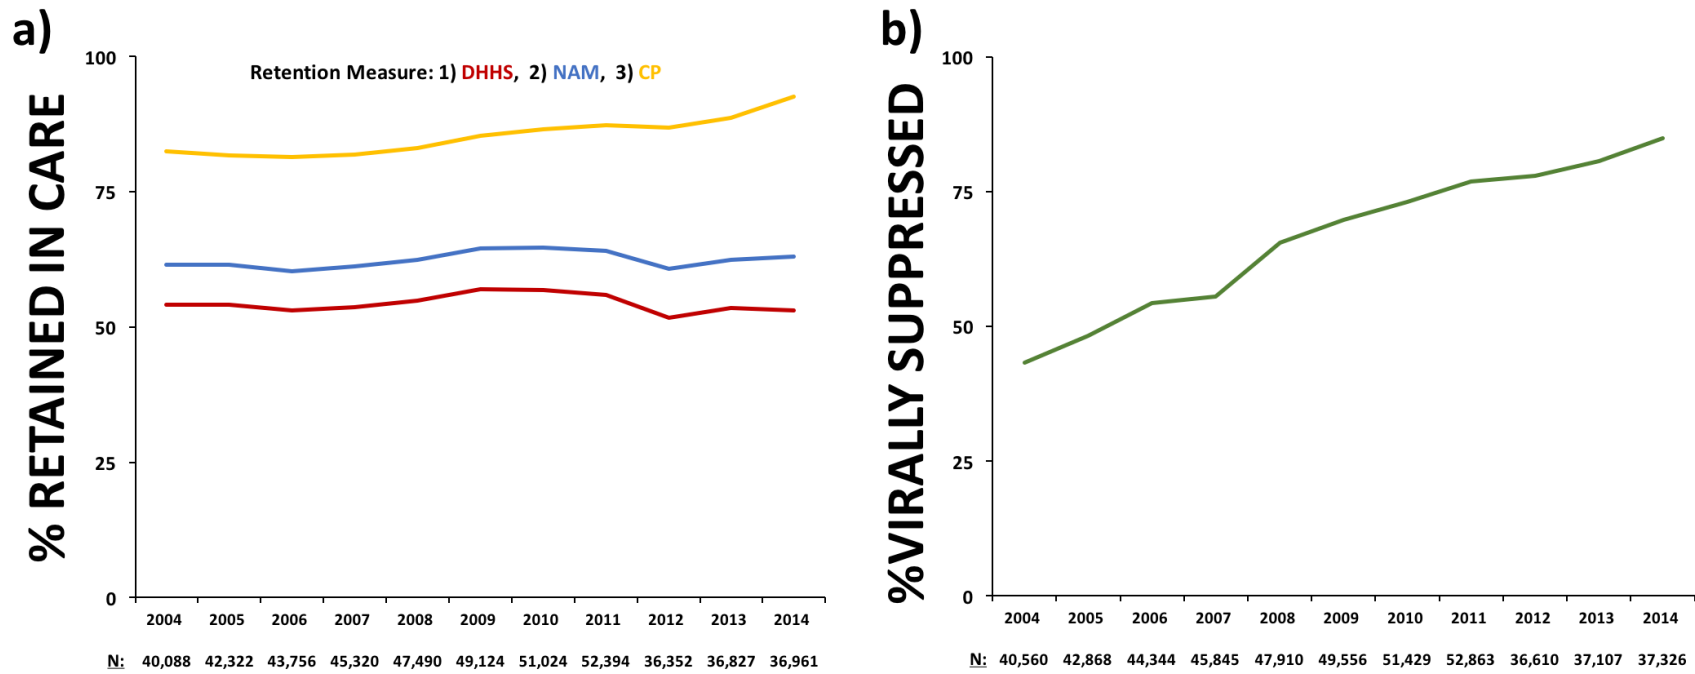 a)
% RETAINED IN CARE
Retention Measure: 1) DHHS, 2) NAM, 3) CP
100
75
50
25
0
2004 2005 2006 2007 2008 2009 2010 2011 2012 2013 2014
N: 40,088 42,322 43,756 45,320 47,490 49,124 51,024 52,394 36,352 36,827 36,961
b)
%VIRALLY SUPPRESSED
100
75
50
25
0
2004 2005 2006 2007 2008 2009 2010 2011 2012 2013 2014
N: 40,560 42,868 44,344 45,845 47,910 49,556 51,429 52,863 36,610 37,107 37,326